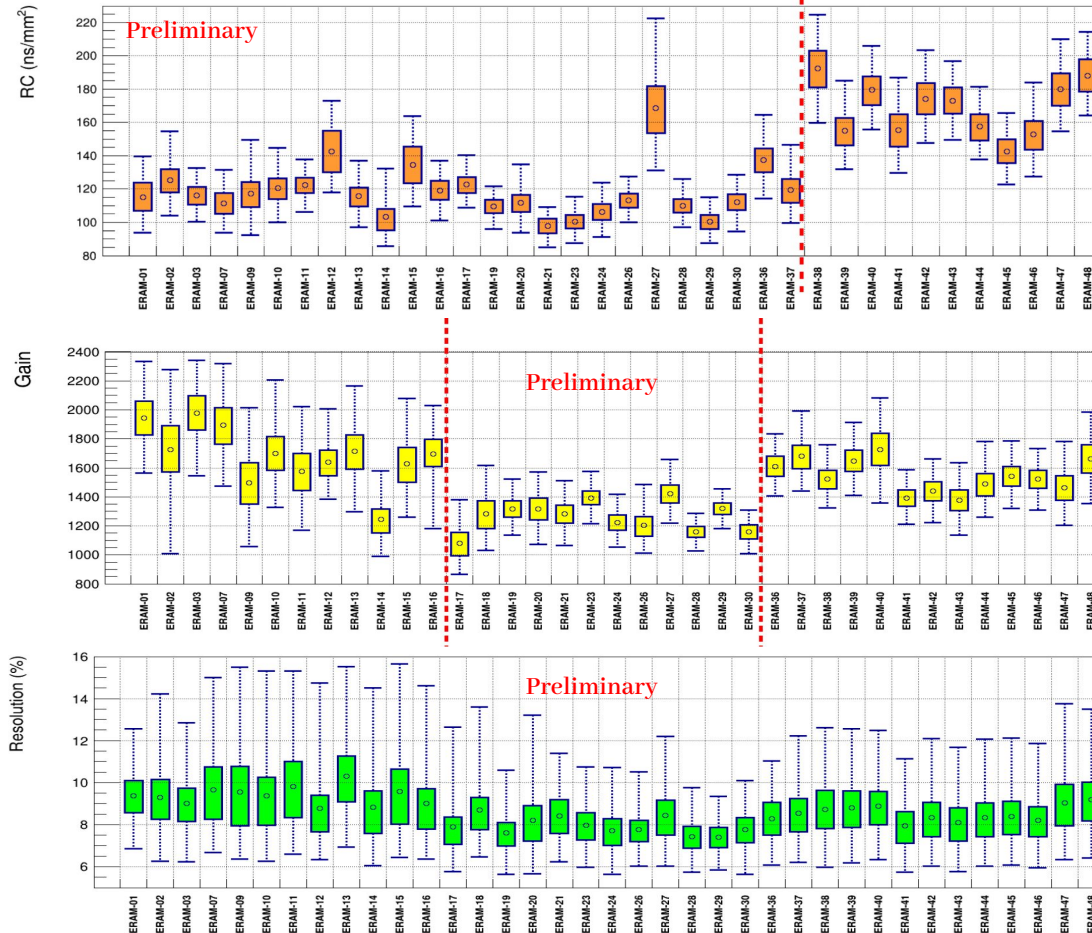 RC (ns/mm²)
Preliminary
220
200
180
160
140
120
100
80
ERAM-01
ERAM-02
ERAM-03
ERAM-07
ERAM-09
ERAM-10
ERAM-11
ERAM-12
ERAM-13
ERAM-14
ERAM-15
ERAM-16
ERAM-17
ERAM-19
ERAM-20
ERAM-21
ERAM-23
ERAM-24
ERAM-26
ERAM-27
ERAM-28
ERAM-29
ERAM-30
ERAM-36
ERAM-37
ERAM-38
ERAM-39
ERAM-40
ERAM-41
ERAM-42
ERAM-43
ERAM-44
ERAM-45
ERAM-46
ERAM-47
ERAM-48
Gain
Preliminary
2400
2200
2000
1800
1600
1400
1200
1000
800
ERAM-01
ERAM-02
ERAM-03
ERAM-07
ERAM-09
ERAM-10
ERAM-11
ERAM-12
ERAM-13
ERAM-14
ERAM-15
ERAM-16
ERAM-17
ERAM-18
ERAM-19
ERAM-20
ERAM-21
ERAM-23
ERAM-24
ERAM-26
ERAM-27
ERAM-28
ERAM-29
ERAM-30
ERAM-36
ERAM-37
ERAM-38
ERAM-39
ERAM-40
ERAM-41
ERAM-42
ERAM-43
ERAM-44
ERAM-45
ERAM-46
ERAM-47
ERAM-48
Resolution (%)
Preliminary
16
14
12
10
8
6
ERAM-01
ERAM-02
ERAM-03
ERAM-07
ERAM-09
ERAM-10
ERAM-11
ERAM-12
ERAM-13
ERAM-14
ERAM-15
ERAM-16
ERAM-17
ERAM-18
ERAM-19
ERAM-20
ERAM-21
ERAM-23
ERAM-24
ERAM-26
ERAM-27
ERAM-28
ERAM-29
ERAM-30
ERAM-36
ERAM-37
ERAM-38
ERAM-39
ERAM-40
ERAM-41
ERAM-42
ERAM-43
ERAM-44
ERAM-45
ERAM-46
ERAM-47
ERAM-48